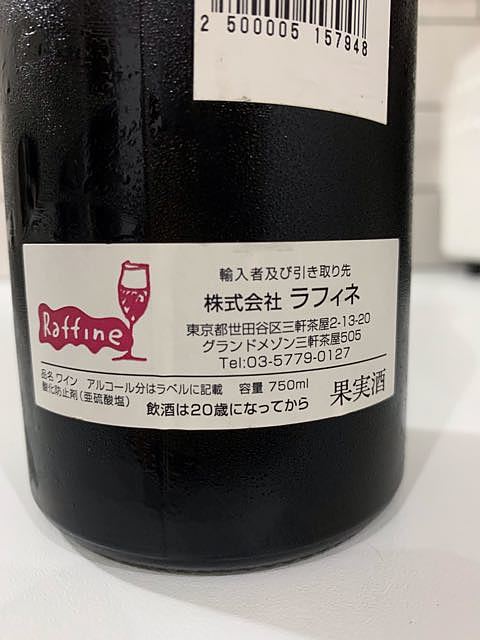 2 500005 157948
Raffine
輸入者及び引き取り先
株式会社 ラフィネ
東京都世田谷区三軒茶屋2-13-20
グランドメゾン三軒茶屋505
Tel:03-5779-0127
品名 ワイン アルコール分はラベルに記載 容量 750ml
酸化防止剤(亜硫酸塩) 飲酒は20歳になってから 果実酒